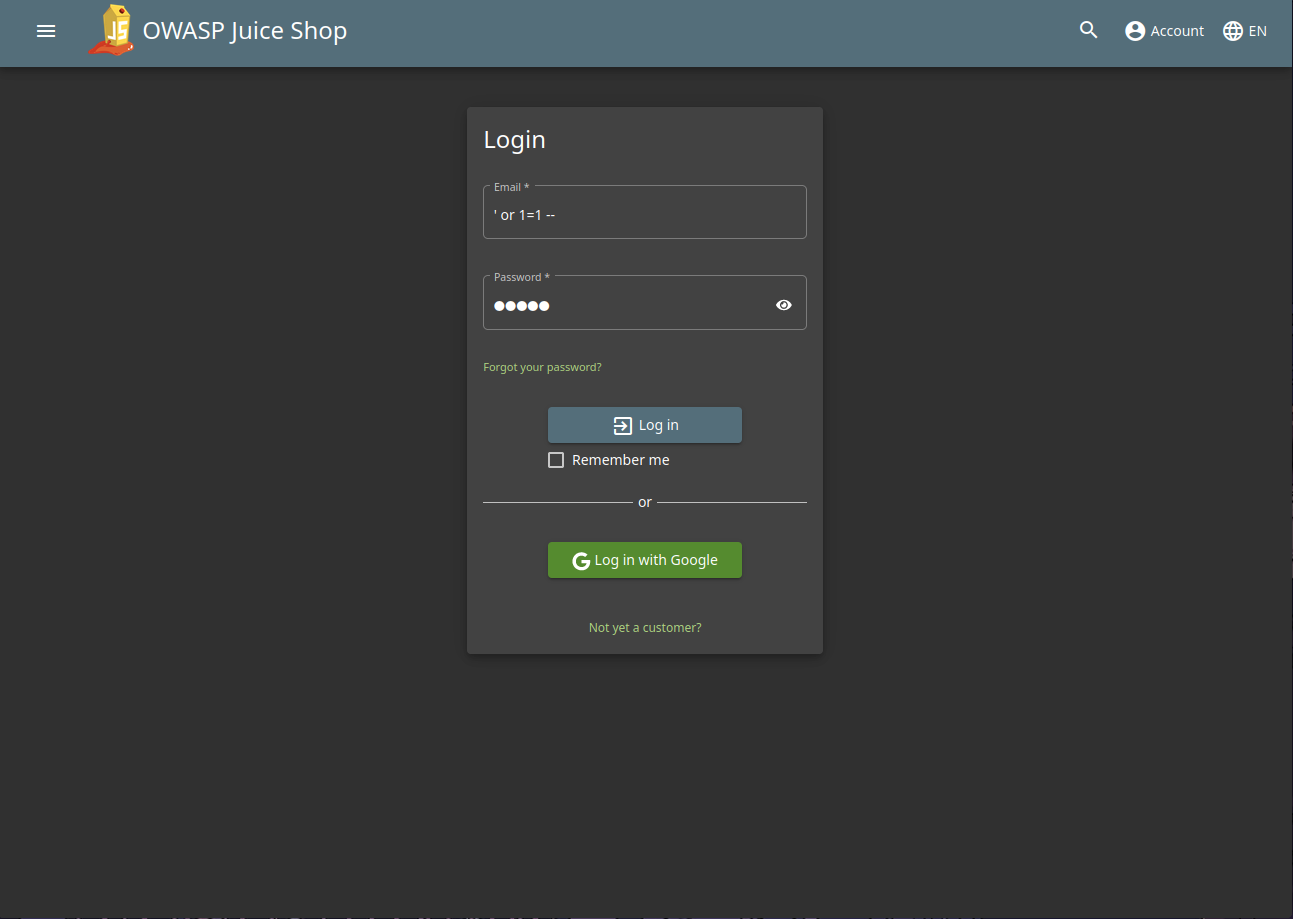 JS OWASP Juice Shop Account EN
Login
Email *
' or 1=1 --
Password *
Forgot your password?
Log in
Remember me
or
G Log in with Google
Not yet a customer?